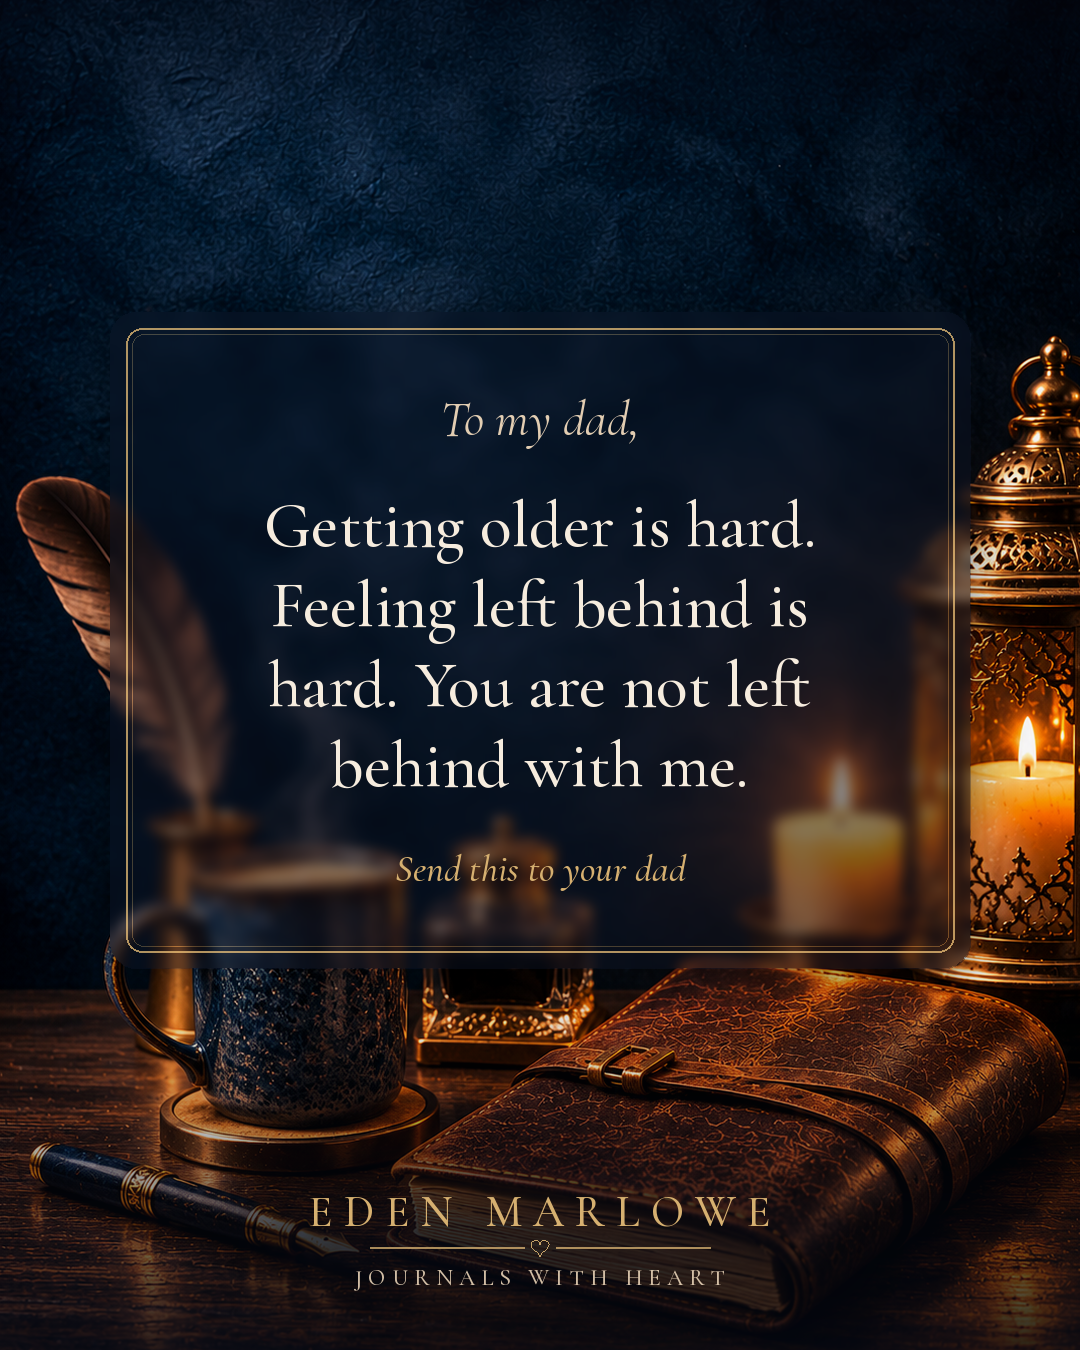 To my dad,
Getting older is hard.
Feeling left behind is
hard. You are not left
behind with me.
Send this to your dad
EDEN MARLOWE
JOURNALS WITH HEART